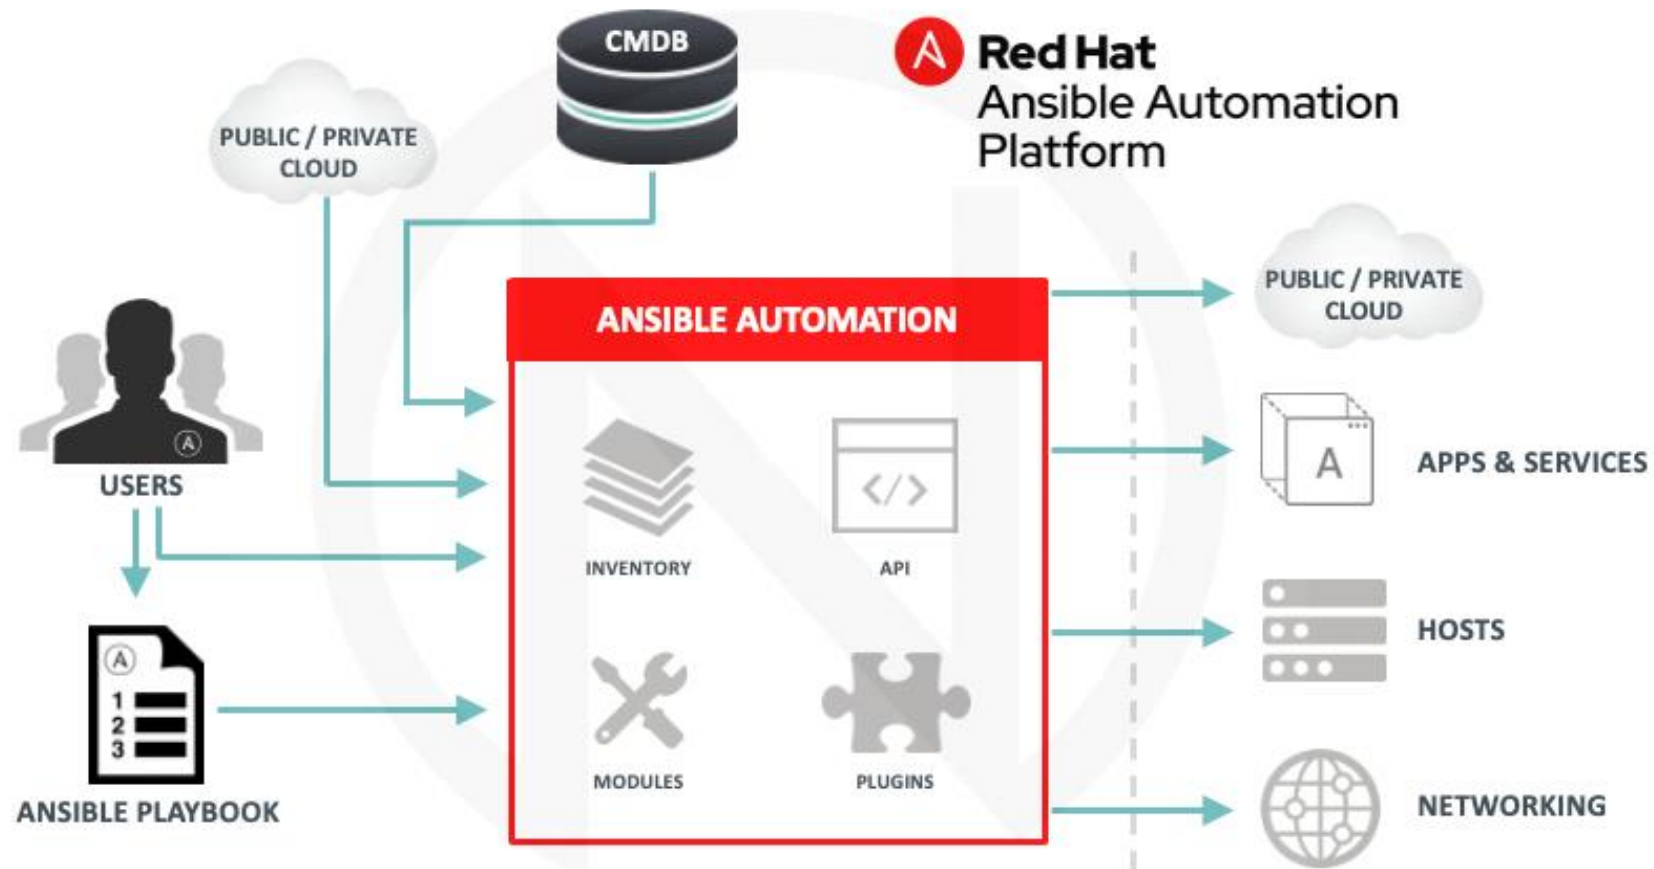 CMDB
Red Hat
Ansible Automation
Platform
PUBLIC / PRIVATE
CLOUD
PUBLIC / PRIVATE
CLOUD
ANSIBLE AUTOMATION
A
USERS
INVENTORY
</>
API
A
APPS & SERVICES
HOSTS
A
1
2
3
ANSIBLE PLAYBOOK
MODULES
PLUGINS
NETWORKING